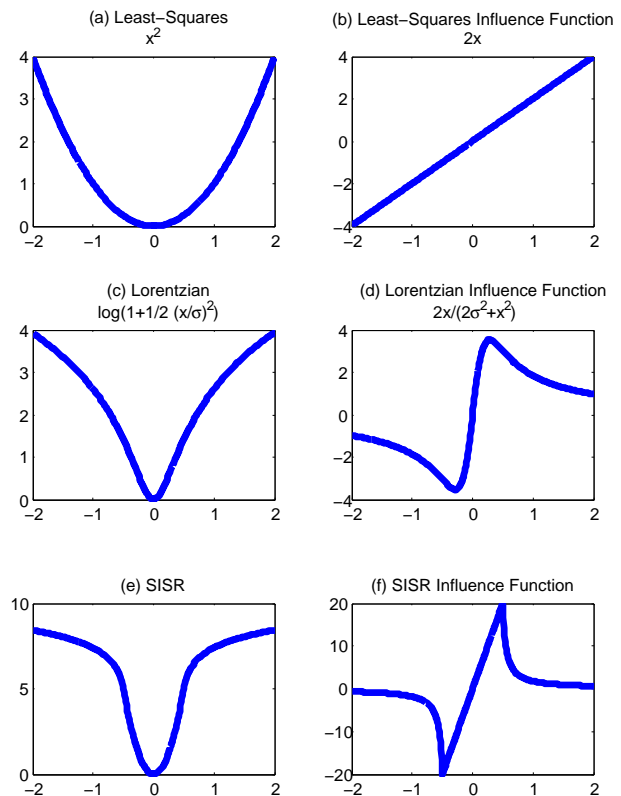 (a) Least−Squares
x²
4
3
2
1
0
−2 −1 0 1 2
(b) Least−Squares Influence Function
2x
4
2
0
−2
−4
−2 −1 0 1 2
(c) Lorentzian
log(1+1/2 (x/σ)²)
4
3
2
1
0
−2 −1 0 1 2
(d) Lorentzian Influence Function
2x/(2σ²+x²)
4
2
0
−2
−4
−2 −1 0 1 2
(e) SISR
10
5
0
−2 −1 0 1 2
(f) SISR Influence Function
20
10
0
−10
−20
−2 −1 0 1 2